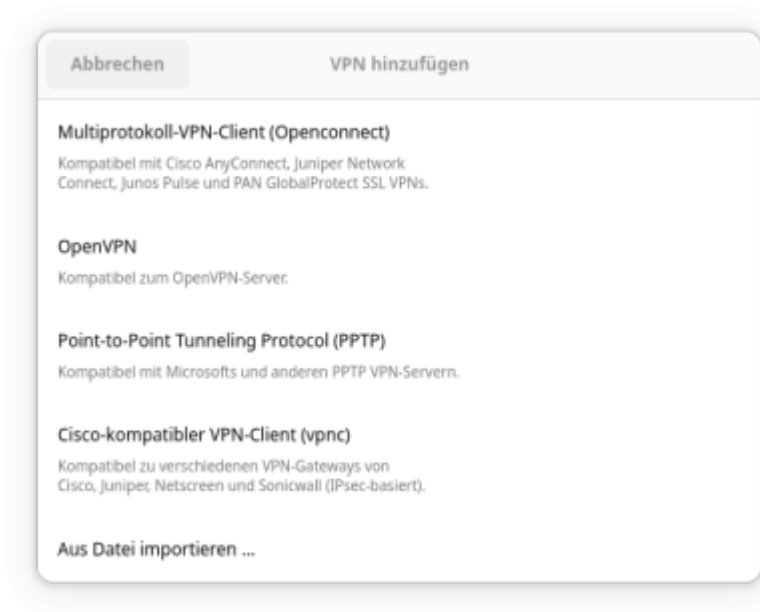 Abbrechen
VPN hinzufügen
Multiprotokoll-VPN-Client (Openconnect)
Kompatibel mit Cisco AnyConnect, Juniper Network
Connect, Junos Pulse und PAN GlobalProtect SSL VPNs.
OpenVPN
Kompatibel zum OpenVPN-Server.
Point-to-Point Tunneling Protocol (PPTP)
Kompatibel mit Microsofts und anderen PPTP VPN-Servern.
Cisco-kompatibler VPN-Client (vpnc)
Kompatibel zu verschiedenen VPN-Gateways von
Cisco, Juniper, Netscreen und Sonicwall (IPsec-basiert).
Aus Datei importieren ...